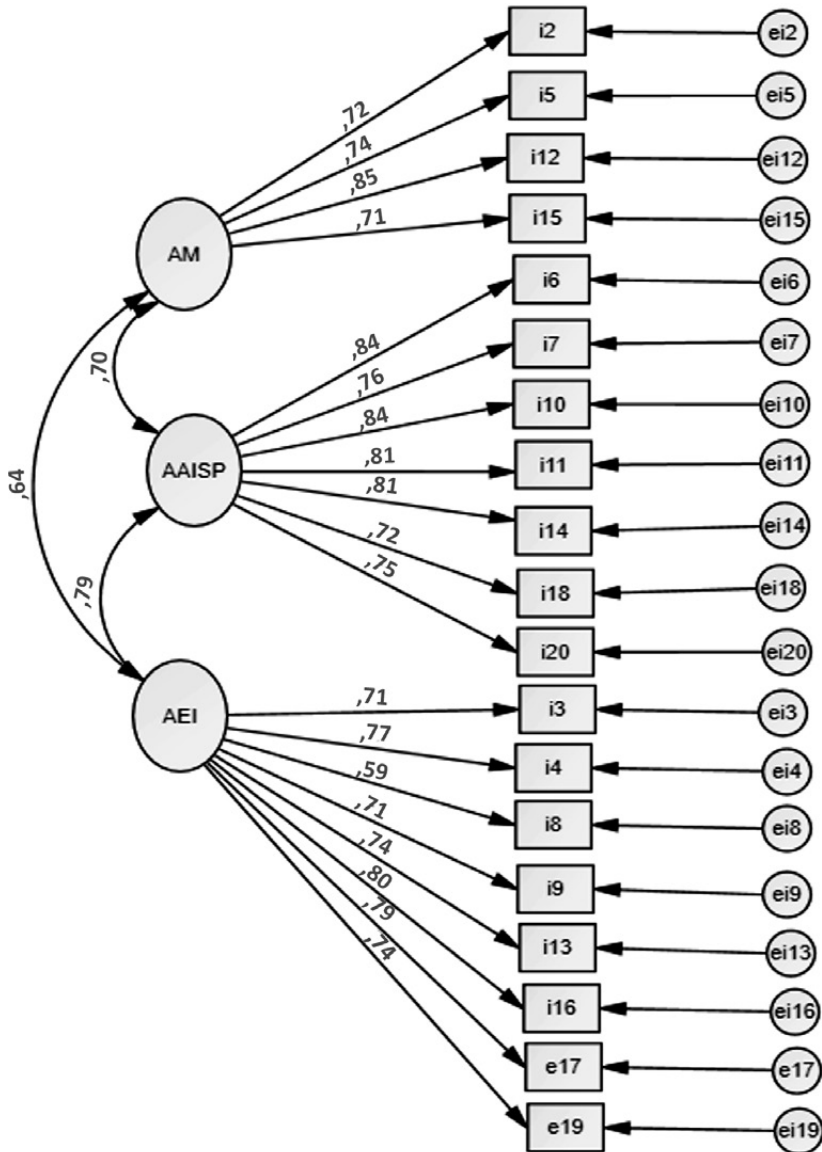 i2
ei2
,72
i5
ei5
,74
i12
ei12
,85
i15
ei15
,71
AM
i6
ei6
,84
i7
ei7
,76
i10
ei10
,84
,70
i11
ei11
,81
AAISP
i14
ei14
,81
,64
i18
ei18
,72
i20
ei20
,75
,79
i3
ei3
,71
AEI
i4
ei4
,77
i8
ei8
,59
i9
ei9
,71
i13
ei13
,74
i16
ei16
,80
e17
e17
,79
e19
ei19
,74